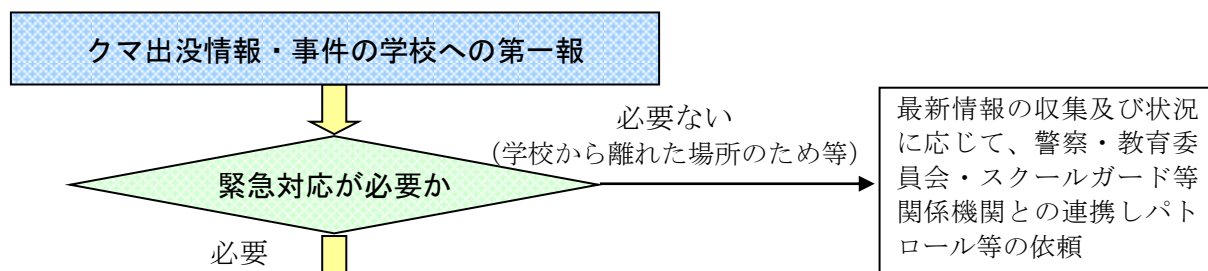 クマ出没情報・事件の学校への第一報
必要ない
(学校から離れた場所のため等)
緊急対応が必要か
必要
最新情報の収集及び状況
に応じて、警察・教育委
員会・スクールガード等
関係機関との連携しパト
ロール等の依頼